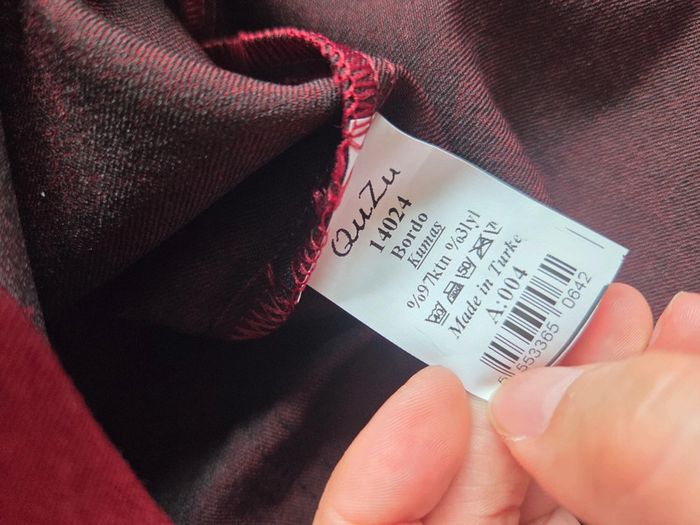 QuZu
14024
Bordo
Kumaş
%97ktn %3lyl
Made in Turke
A:004
553365 0642